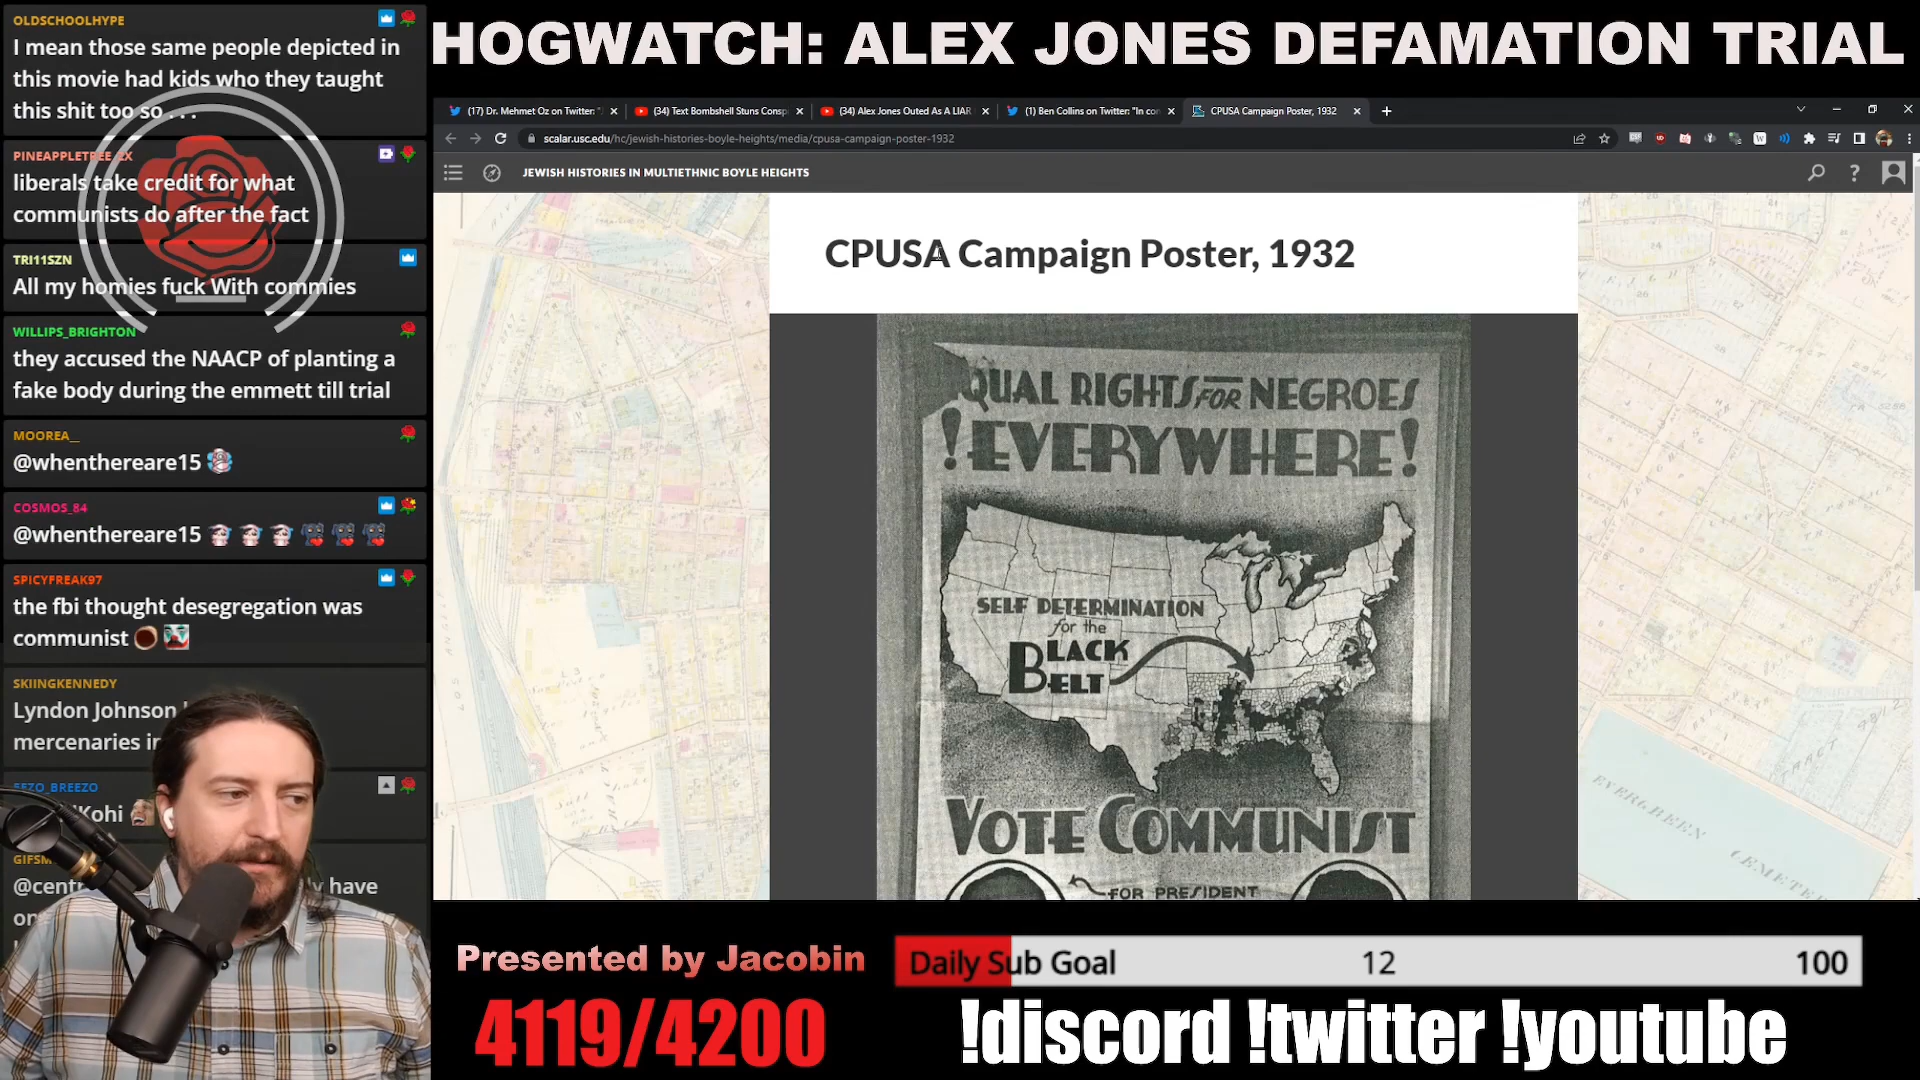 OLDSCHOOLHYPE
I mean those same people depicted in
this movie had kids who they taught
this shit too so . . .
PINEAPPLETREE_2X
liberals take credit for what
communists do after the fact
TRI11SZN
All my homies fuck With commies
WILLIPS_BRIGHTON
they accused the NAACP of planting a
fake body during the emmett till trial
MOOREA__
@whenthereare15
COSMOS_84
@whenthereare15
SPICYFREAK97
the fbi thought desegregation was
communist
SKIINGKENNEDY
Lyndon Johnson
mercenaries
BREEZO
HOGWATCH: ALEX JONES DEFAMATION TRIAL
(17) Dr. Mehmet Oz on Twitter: "
(34) Text Bombshell Stuns Consp
(34) Alex Jones Outed As A LIAR
(1) Ben Collins on Twitter: "In con
CPUSA Campaign Poster, 1932
scalar.usc.edu/hc/jewish-histories-boyle-heights/media/cpusa-campaign-poster-1932
JEWISH HISTORIES IN MULTIETHNIC BOYLE HEIGHTS
CPUSA Campaign Poster, 1932
QUAL RIGHTS FOR NEGROES
!EVERYWHERE!
SELF DETERMINATION
for the
BLACK
BELT
VOTE COMMUNIST
FOR PRESIDENT
EVERGREEN
CEMETE
Presented by Jacobin
4119/4200
Daily Sub Goal 12 100
!discord !twitter !youtube